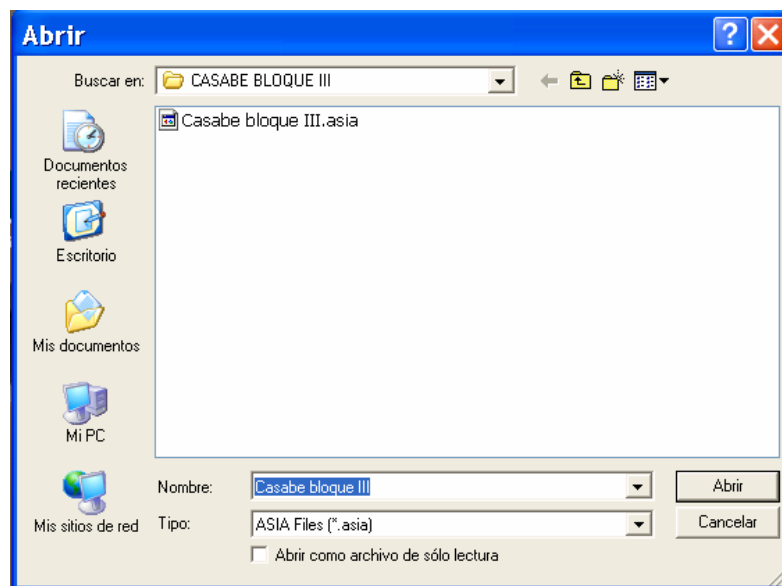 Abrir
Buscar en: CASABE BLOQUE III
Casabe bloque III.asia
Documentos
recientes
Escritorio
Mis documentos
Mi PC
Mis sitios de red
Nombre: Casabe bloque III Abrir
Tipo: ASIA Files (*.asia) Cancelar
Abrir como archivo de sólo lectura